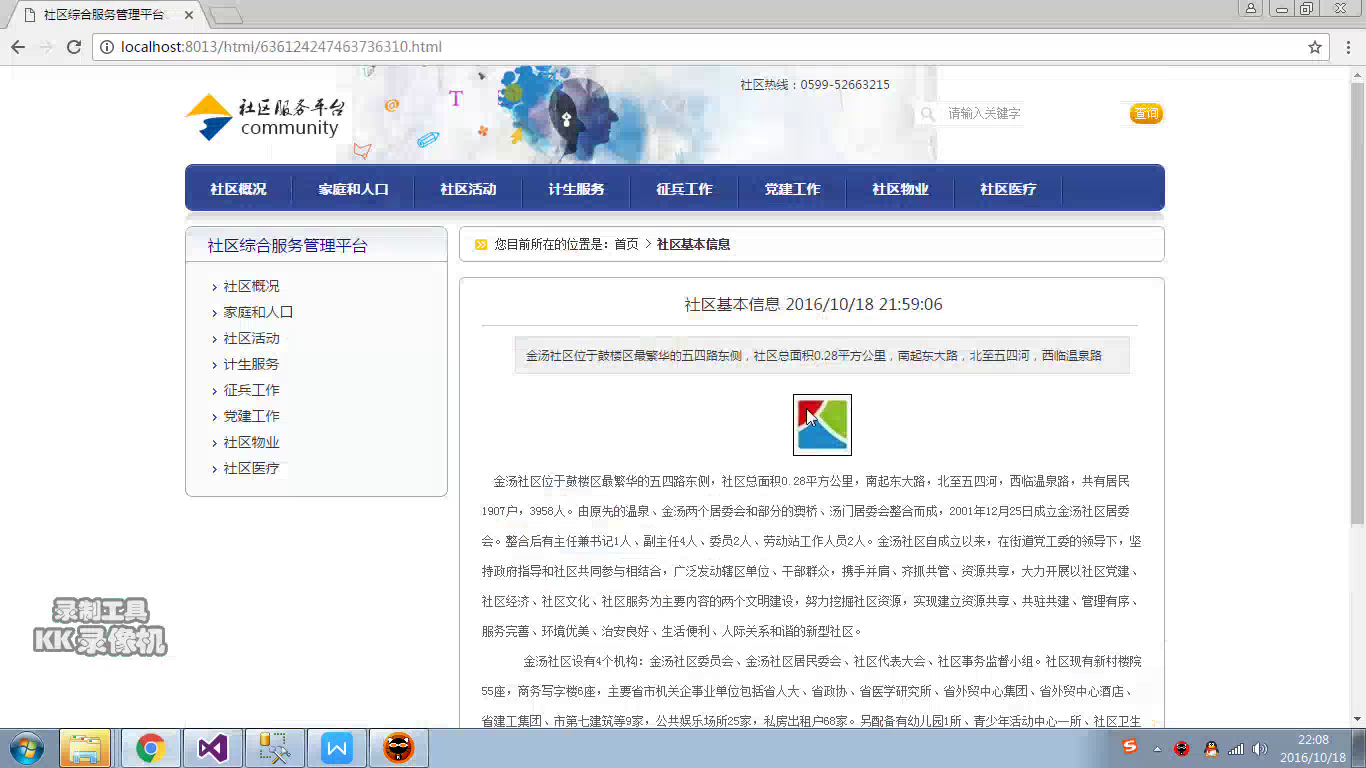 社区综合服务管理平台
localhost:8013/html/636124247463736310.html
社区热线：0599-52663215
社区服务平台
community
T
请输入关键字
查询
社区概况 家庭和人口 社区活动 计生服务 征兵工作 党建工作 社区物业 社区医疗
社区综合服务管理平台
社区概况
家庭和人口
社区活动
计生服务
征兵工作
党建工作
社区物业
社区医疗
您目前所在的位置是：首页 > 社区基本信息
社区基本信息 2016/10/18 21:59:06
金汤社区位于鼓楼区最繁华的五四路东侧，社区总面积0.28平方公里，南起东大路，北至五四河，西临温泉路
金汤社区位于鼓楼区最繁华的五四路东侧，社区总面积0.28平方公里，南起东大路，北至五四河，西临温泉路，共有居民
1907户，3958人。由原先的温泉、金汤两个居委会和部分的澳桥、汤门居委会整合而成，2001年12月25日成立金汤社区居委
会。整合后有主任兼书记1人、副主任4人、委员2人、劳动站工作人员2人。金汤社区自成立以来，在街道党工委的领导下，坚
持政府指导和社区共同参与相结合，广泛发动辖区单位、干部群众，携手并肩、齐抓共管、资源共享，大力开展以社区党建、
社区经济、社区文化、社区服务为主要内容的两个文明建设，努力挖掘社区资源，实现建立资源共享、共驻共建、管理有序、
服务完善、环境优美、治安良好、生活便利、人际关系和谐的新型社区。
金汤社区设有4个机构：金汤社区委员会、金汤社区居民委会、社区代表大会、社区事务监督小组。社区现有新村楼院
55座，商务写字楼6座，主要省市机关企事业单位包括省人大、省政协、省医学研究所、省外贸中心集团、省外贸中心酒店、
省建工集团、市第七建筑等9家，公共娱乐场所25家，私房出租户68家。另配备有幼儿园1所、青少年活动中心一所、社区卫生
录制工具
KK录像机
22:08
2016/10/18